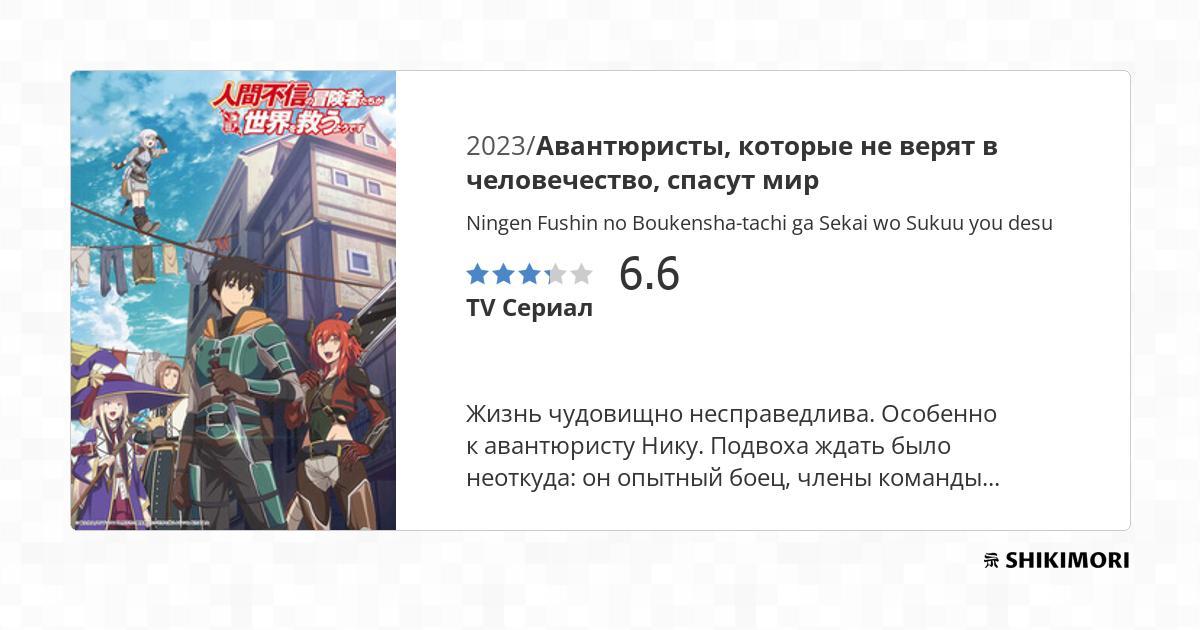 人間不信の冒険者たちが
世界を救うようです
2023/Авантюристы, которые не верят в
человечество, спасут мир
Ningen Fushin no Boukensha-tachi ga Sekai wo Sukuu you desu
6.6
TV Сериал
Жизнь чудовищно несправедлива. Особенно
к авантюристу Нику. Подвоха ждать было
неоткуда: он опытный боец, члены команды...
SHIKIMORI